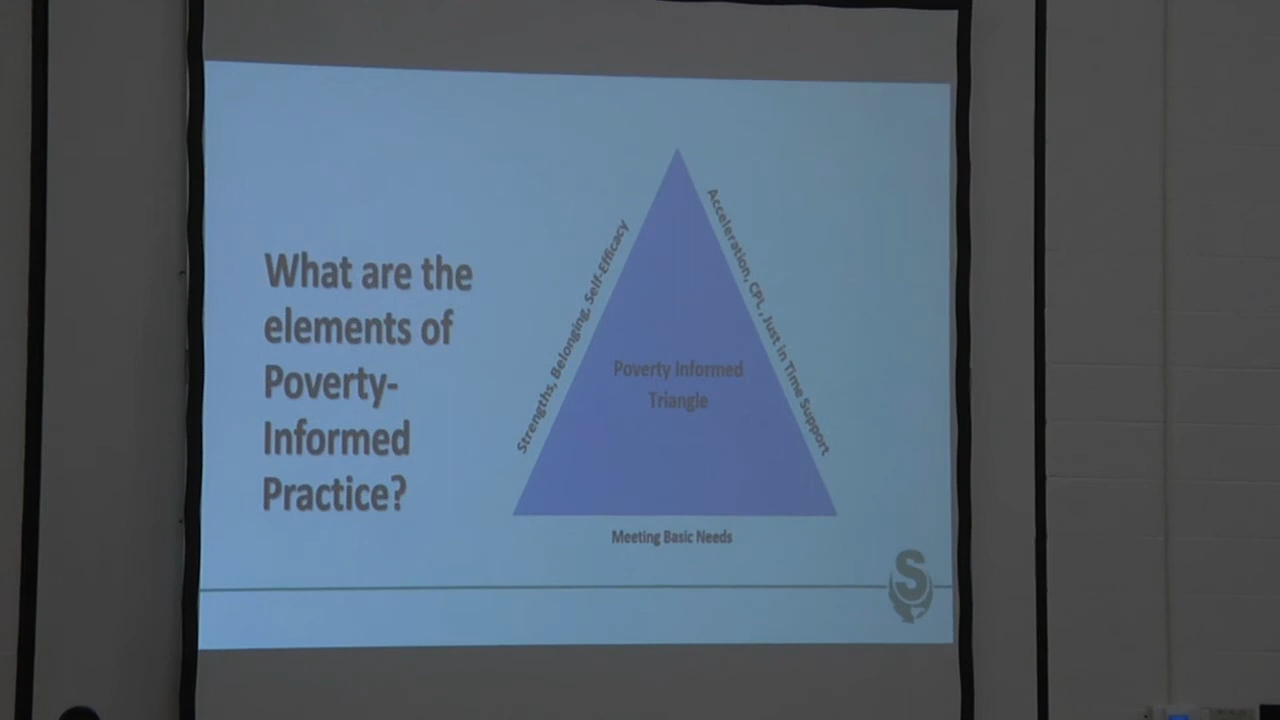 What are the
elements of
Poverty-
Informed
Practice?
Strengths, Belonging, Self-Efficacy
Acceleration, CPL, Just in Time Support
Poverty Informed
Triangle
Meeting Basic Needs
S